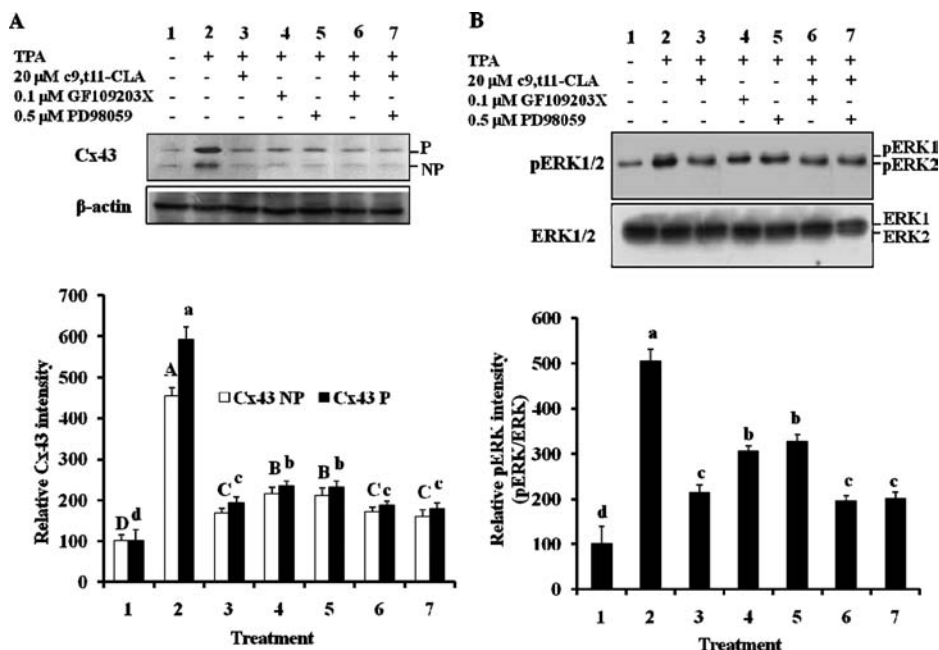 A
1 2 3 4 5 6 7
TPA - + + + + + +
20 μM c9,t11-CLA - - + - - + +
0.1 μM GF109203X - - - + - + -
0.5 μM PD98059 - - - - + - +
Cx43
P
NP
β-actin
700
600
500
400
300
200
100
0
Relative Cx43 intensity
Cx43 NP Cx43 P
D d A a C c B b B b C c C c
1 2 3 4 5 6 7
Treatment
B
1 2 3 4 5 6 7
TPA - + + + + + +
20 μM c9,t11-CLA - - + - - + +
0.1 μM GF109203X - - - + - + -
0.5 μM PD98059 - - - - + - +
pERK1/2
pERK1
pERK2
ERK1/2
ERK1
ERK2
600
500
400
300
200
100
0
Relative pERK intensity
(pERK/ERK)
d a c b b c c
1 2 3 4 5 6 7
Treatment